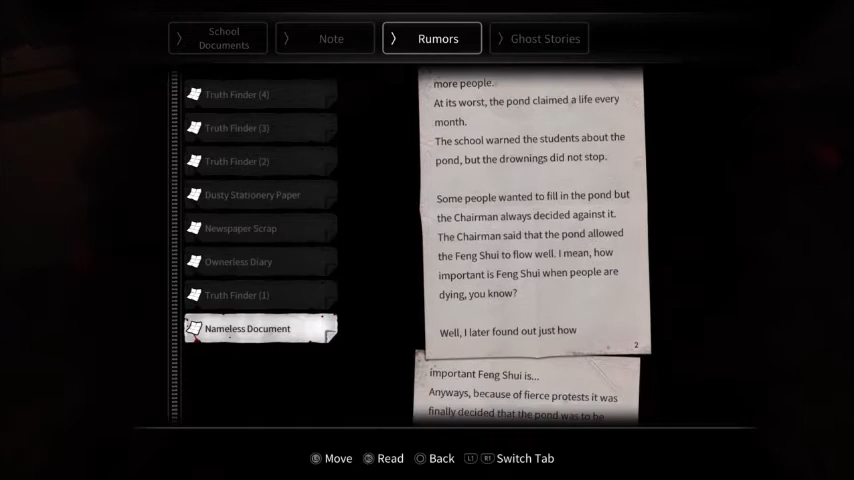 School
Documents
Note
Rumors
Ghost Stories
Truth Finder (4)
Truth Finder (3)
Truth Finder (2)
Dusty Stationery Paper
Newspaper Scrap
Ownerless Diary
Truth Finder (1)
Nameless Document
more people.
At its worst, the pond claimed a life every
month.
The school warned the students about the
pond, but the drownings did not stop.
Some people wanted to fill in the pond but
the Chairman always decided against it.
The Chairman said that the pond allowed
the Feng Shui to flow well. I mean, how
important is Feng Shui when people are
dying, you know?
Well, I later found out just how
2
important Feng Shui is...
Anyways, because of fierce protests it was
finally decided that the pond was to be
Move
Read
Back
L1 R1 Switch Tab